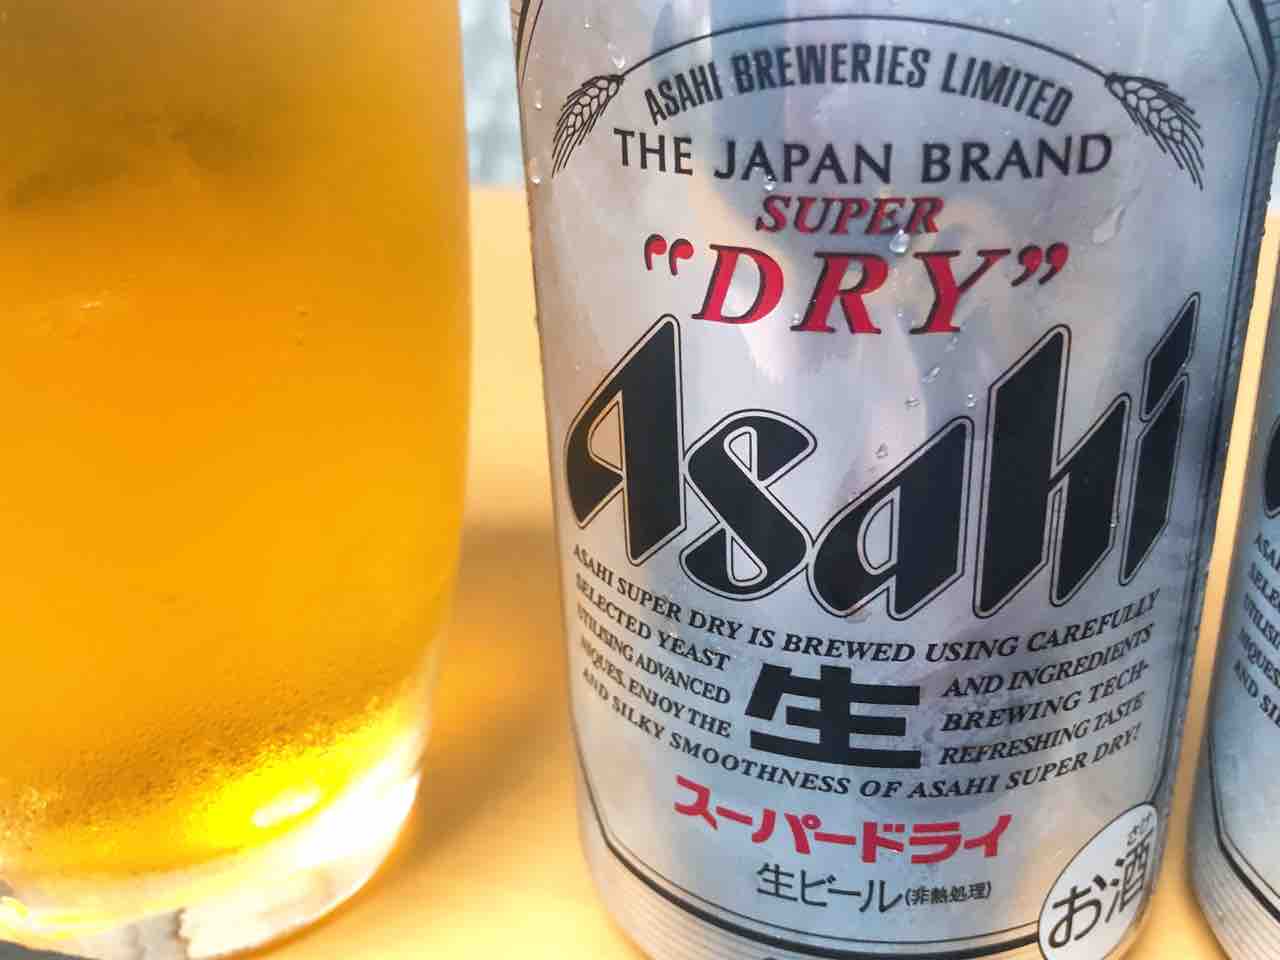 ASAHI BREWERIES LIMITED
THE JAPAN BRAND
SUPER
“DRY”
Asahi
ASAHI SUPER DRY IS BREWED USING CAREFULLY
SELECTED YEAST AND INGREDIENTS
UTILISING ADVANCED BREWING TECH-
NIQUES. ENJOY THE REFRESHING TASTE
AND SILKY SMOOTHNESS OF ASAHI SUPER DRY!
生
スーパードライ
生ビール(非熱処理)
さけ
お酒